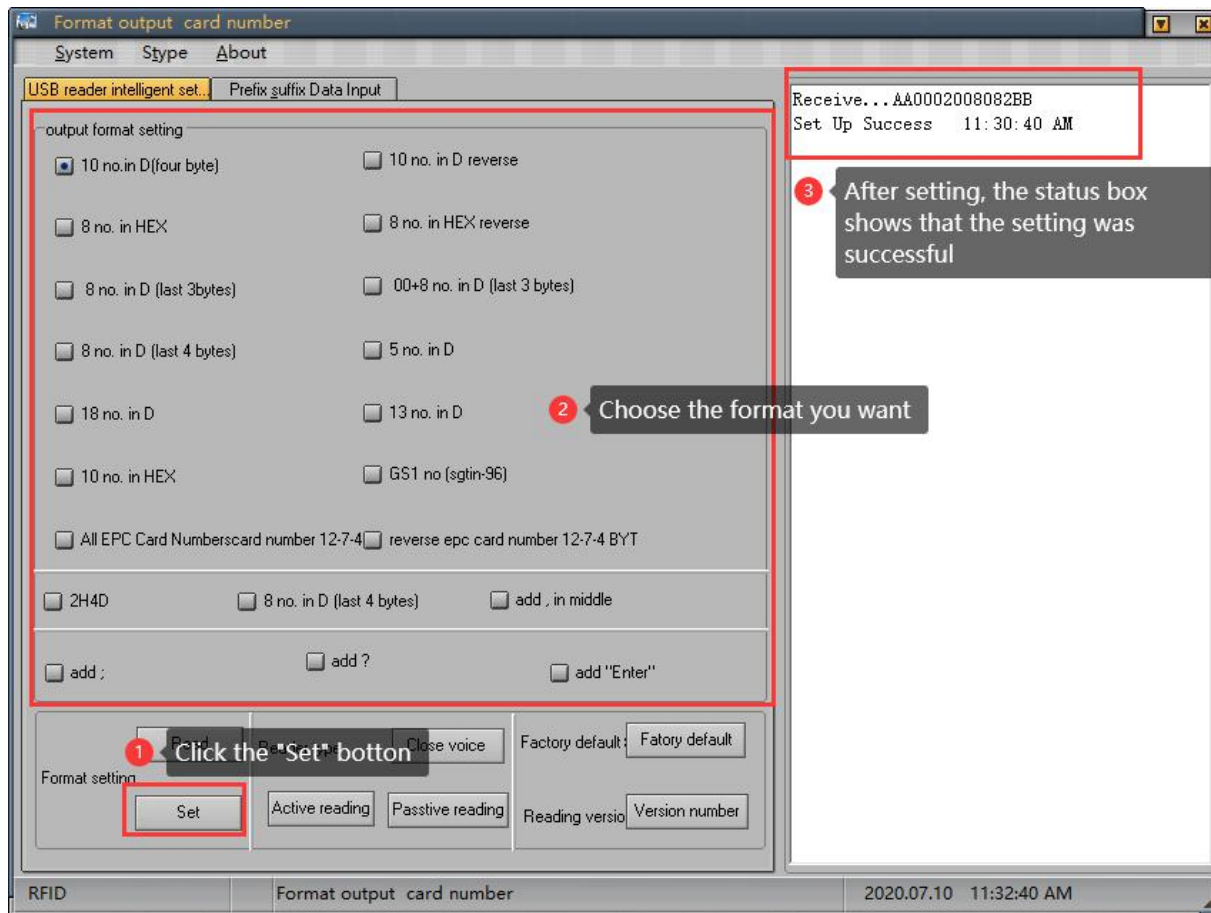 Format output card number
System Stype About
USB reader intelligent set.. Prefix suffix Data Input
output format setting
10 no.in D(four byte) 10 no. in D reverse
8 no. in HEX 8 no. in HEX reverse
8 no. in D (last 3bytes) 00+8 no. in D (last 3 bytes)
8 no. in D (last 4 bytes) 5 no. in D
18 no. in D 13 no. in D
2 Choose the format you want
10 no. in HEX GS1 no (sgtin-96)
All EPC Card Numberscard number 12-7-4 reverse epc card number 12-7-4 BYT
2H4D 8 no. in D (last 4 bytes) add , in middle
add ; add ? add "Enter"
1 Click the "Set" botton
Close voice Factory default: Fatory default
Format setting
Set Active reading Passtive reading Reading versio Version number
Receive...AA0002008082BB
Set Up Success 11:30:40 AM
3 After setting, the status box
shows that the setting was
successful
RFID Format output card number 2020.07.10 11:32:40 AM